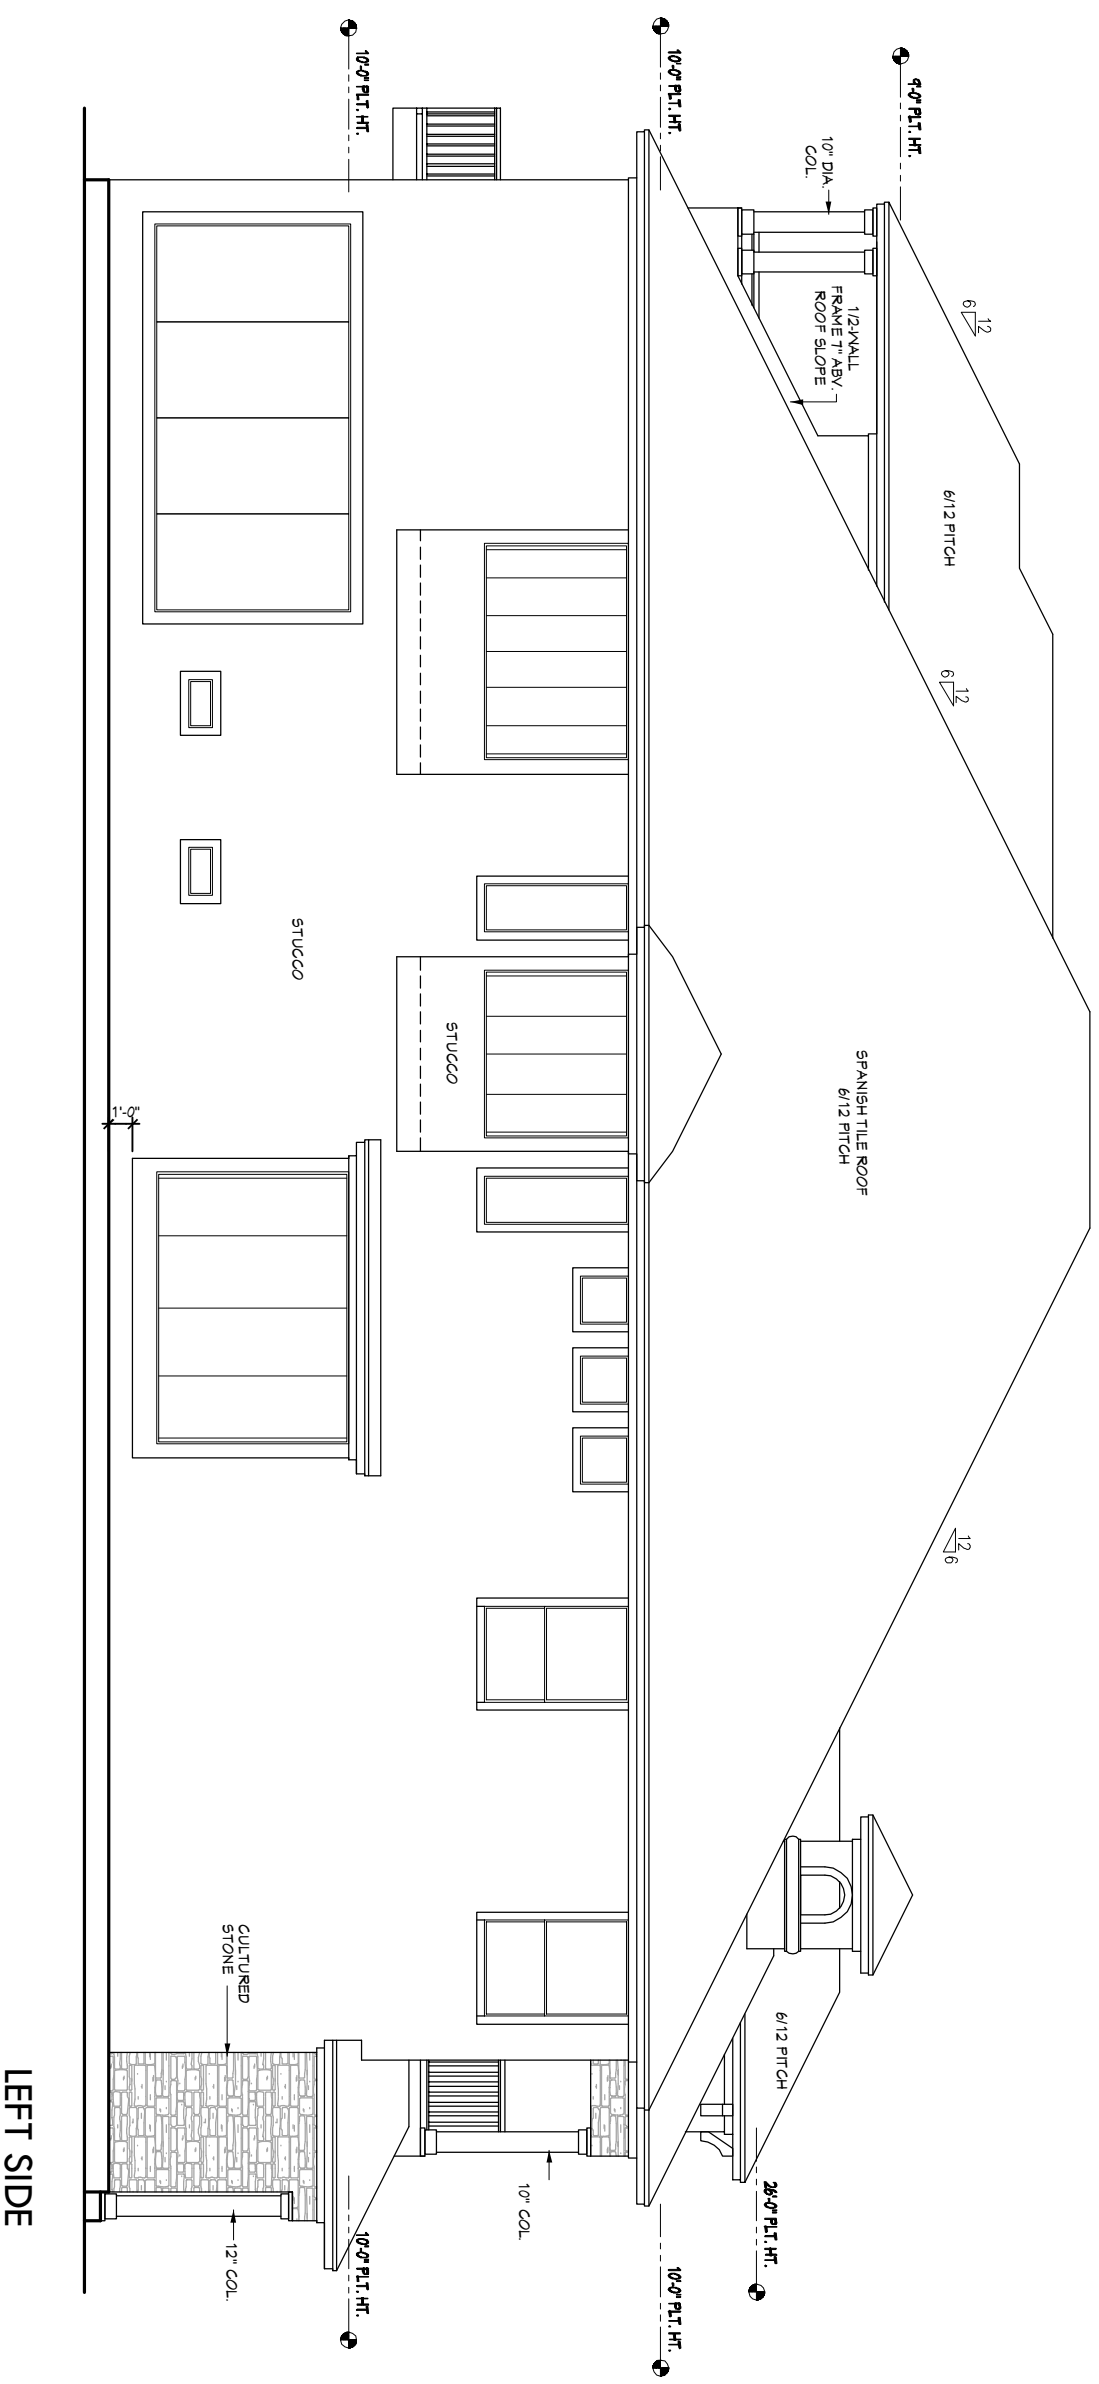 9'-0" PLT. HT.
10'-0" PLT. HT.
10'-0" PLT. HT.
10" DIA.
COL.
12
6
1/2-WALL
FRAME 7" ABV.
ROOF SLOPE
6/12 PITCH
12
6
SPANISH TILE ROOF
6/12 PITCH
12
6
6/12 PITCH
26'-0" PLT. HT.
10'-0" PLT. HT.
10'-0" PLT. HT.
STUCCO
STUCCO
1'-0"
10" COL.
CULTURED
STONE
12" COL.
LEFT SIDE